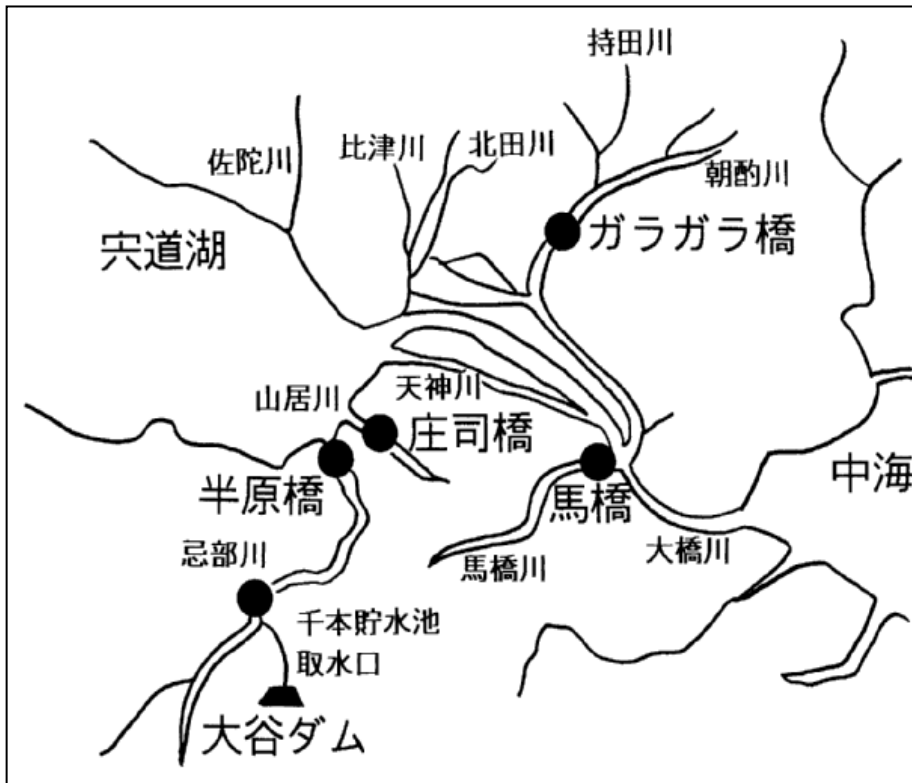 持田川
佐陀川
比津川
北田川
朝酌川
宍道湖
ガラガラ橋
山居川
天神川
庄司橋
中海
半原橋
馬橋
忌部川
馬橋川
大橋川
千本貯水池
取水口
大谷ダム